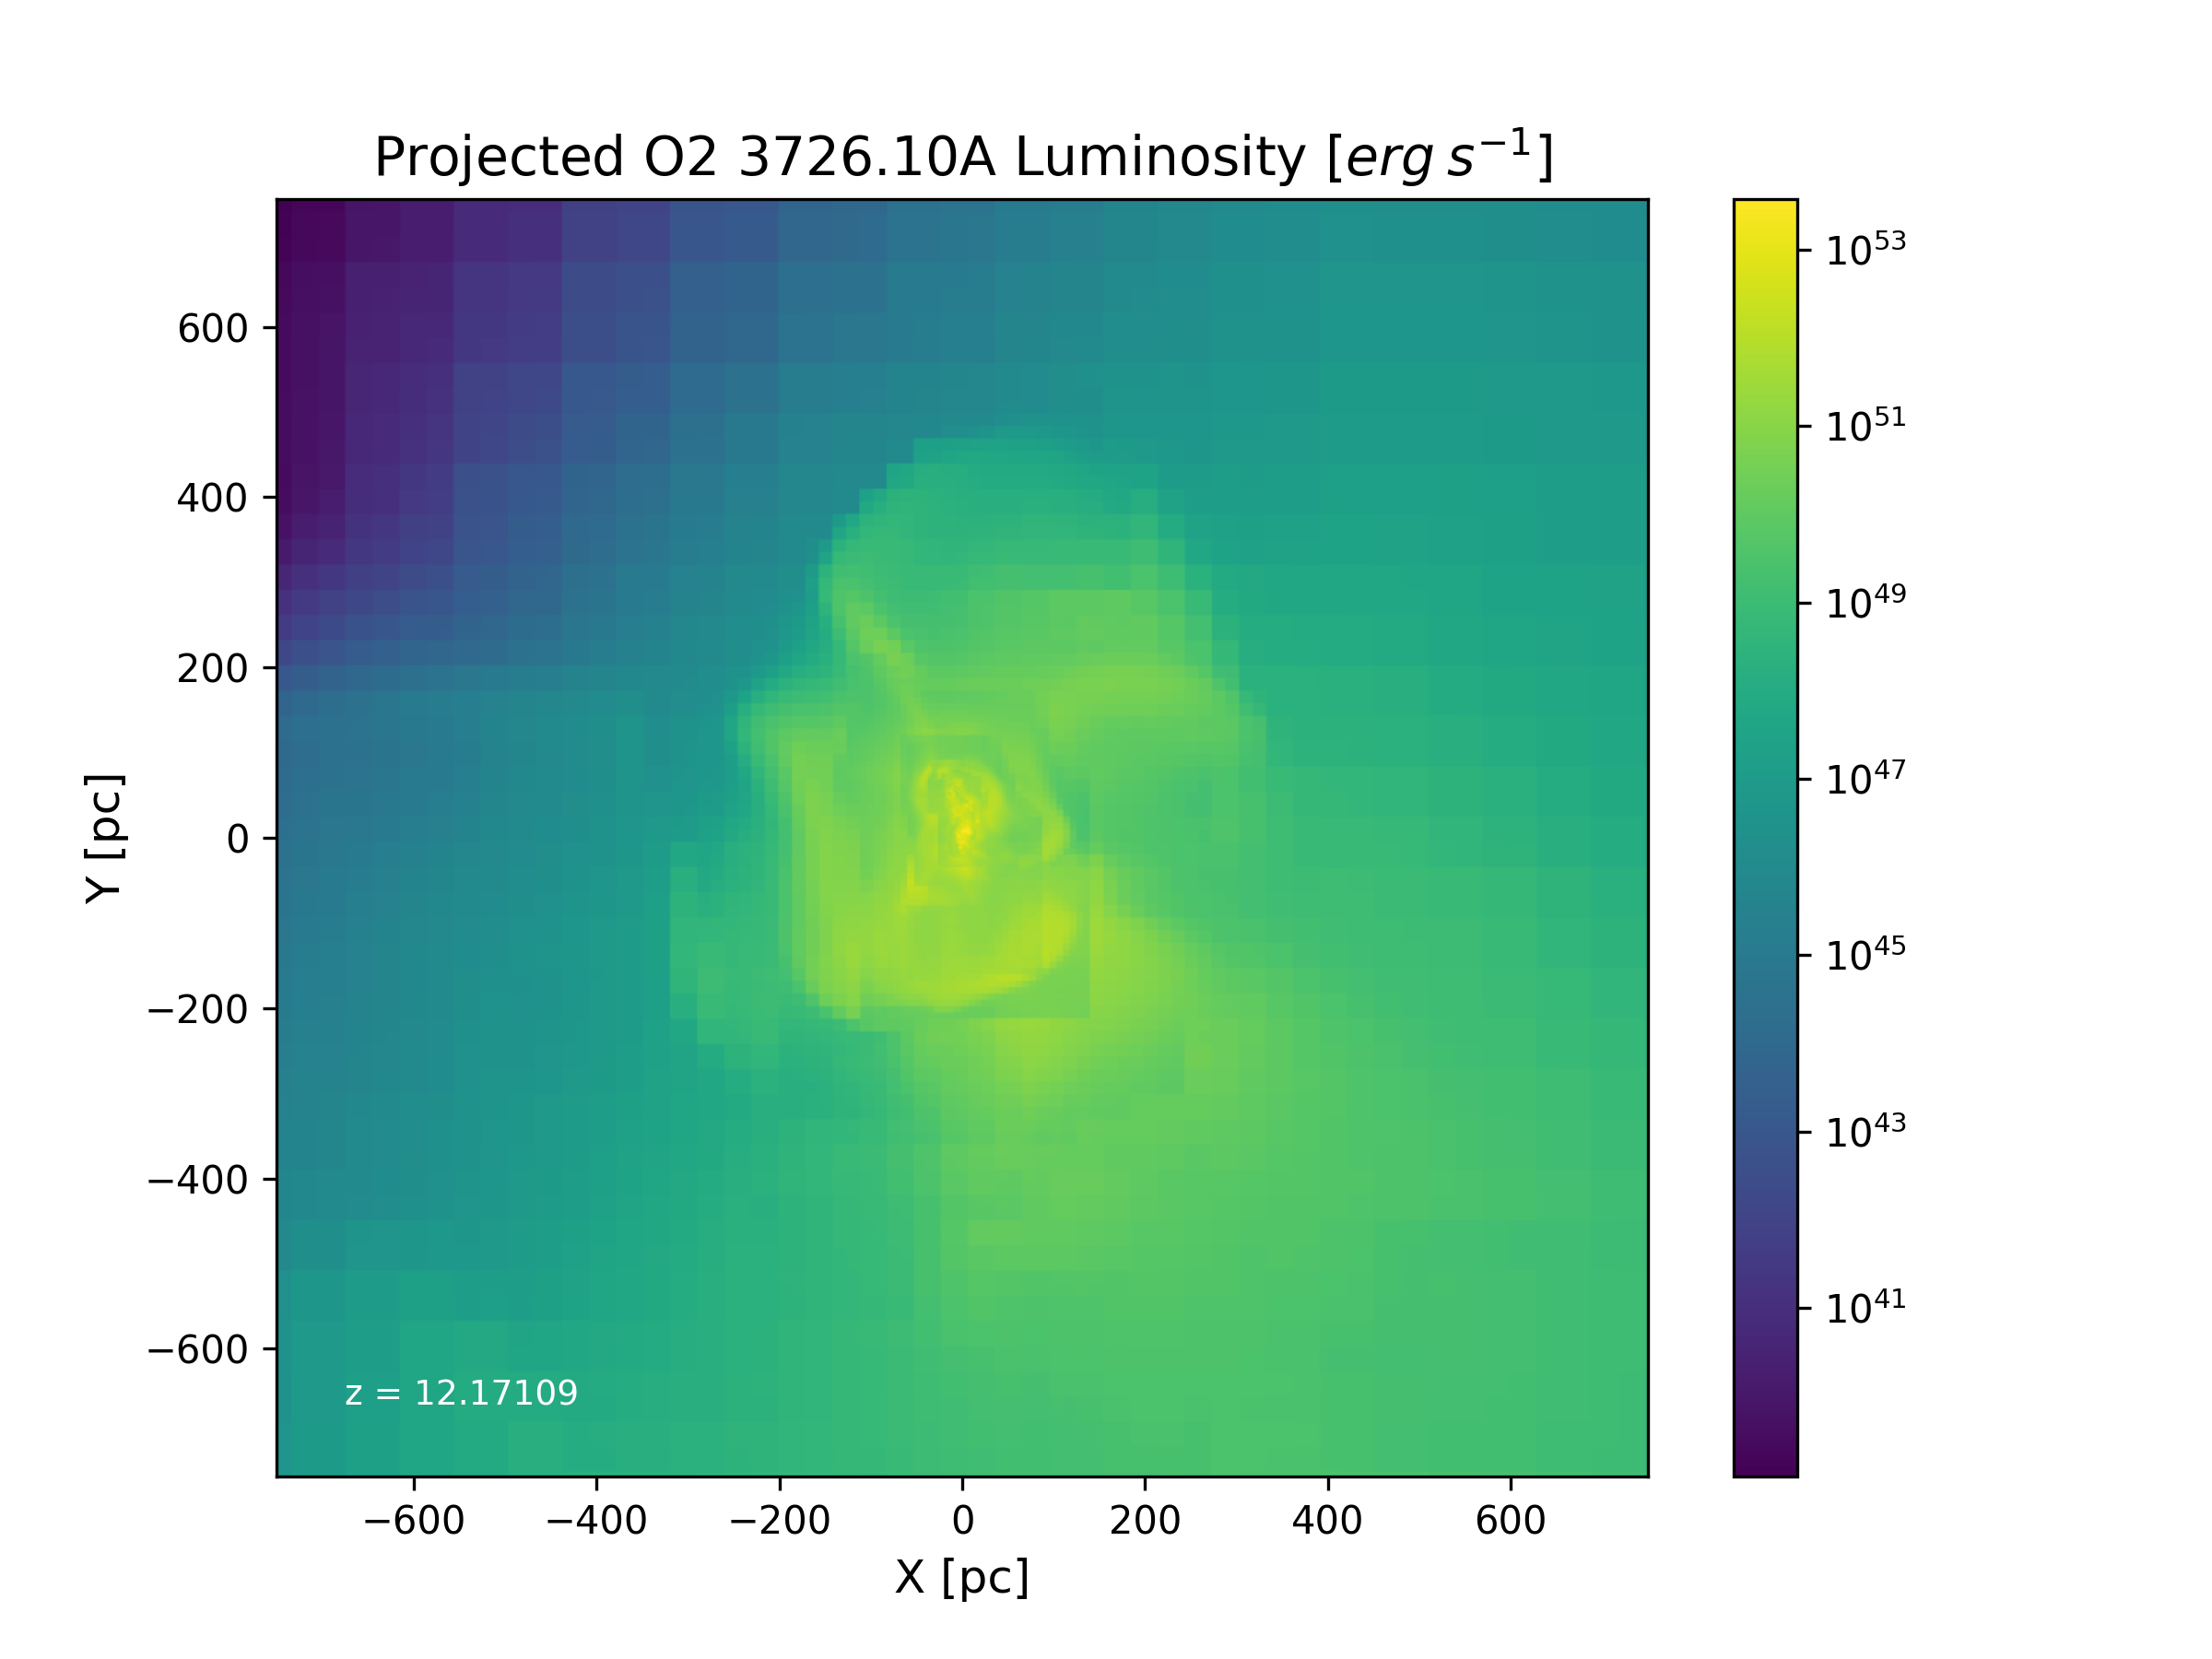 Projected O2 3726.10A Luminosity [erg s⁻¹]
600
400
200
0
−200
−400
−600
Y [pc]
z = 12.17109
−600 −400 −200 0 200 400 600
X [pc]
10⁵³
10⁵¹
10⁴⁹
10⁴⁷
10⁴⁵
10⁴³
10⁴¹